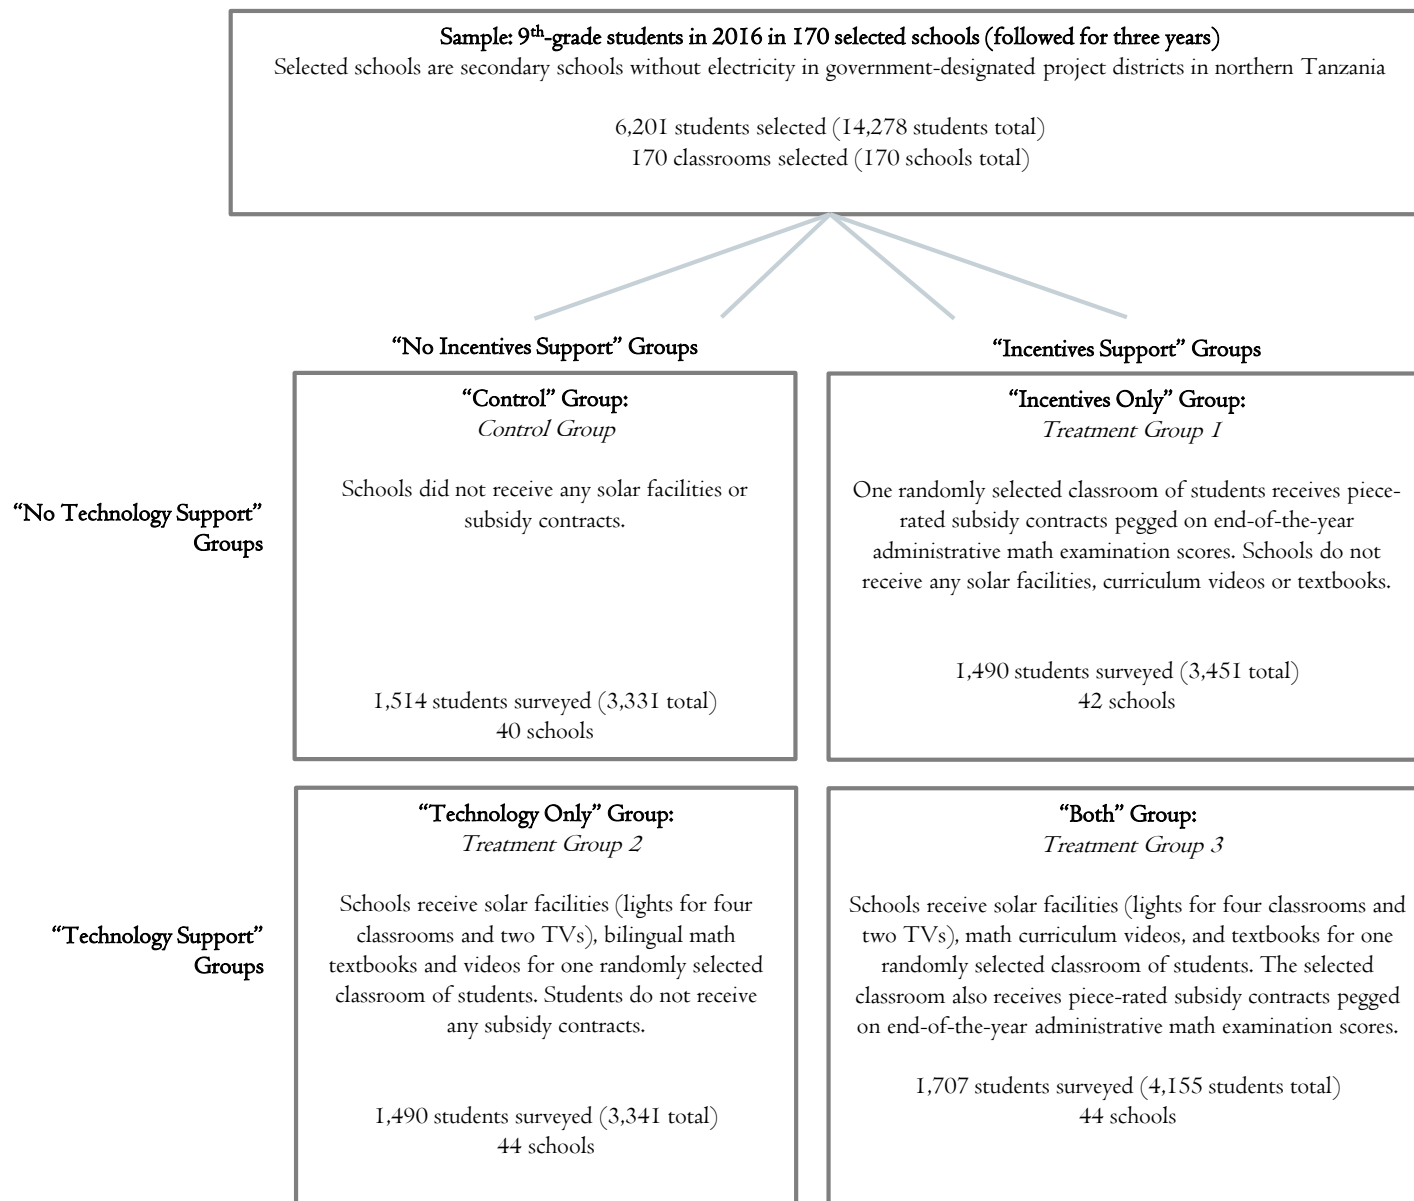 Sample: 9th-grade students in 2016 in 170 selected schools (followed for three years)
Selected schools are secondary schools without electricity in government-designated project districts in northern Tanzania
6,201 students selected (14,278 students total)
170 classrooms selected (170 schools total)
“No Incentives Support” Groups
“Incentives Support” Groups
“No Technology Support”
Groups
“Control” Group:
Control Group
Schools did not receive any solar facilities or
subsidy contracts.
1,514 students surveyed (3,331 total)
40 schools
“Incentives Only” Group:
Treatment Group 1
One randomly selected classroom of students receives piece-
rated subsidy contracts pegged on end-of-the-year
administrative math examination scores. Schools do not
receive any solar facilities, curriculum videos or textbooks.
1,490 students surveyed (3,451 total)
42 schools
“Technology Support”
Groups
“Technology Only” Group:
Treatment Group 2
Schools receive solar facilities (lights for four
classrooms and two TVs), bilingual math
textbooks and videos for one randomly selected
classroom of students. Students do not receive
any subsidy contracts.
1,490 students surveyed (3,341 total)
44 schools
“Both” Group:
Treatment Group 3
Schools receive solar facilities (lights for four classrooms and
two TVs), math curriculum videos, and textbooks for one
randomly selected classroom of students. The selected
classroom also receives piece-rated subsidy contracts pegged
on end-of-the-year administrative math examination scores.
1,707 students surveyed (4,155 students total)
44 schools